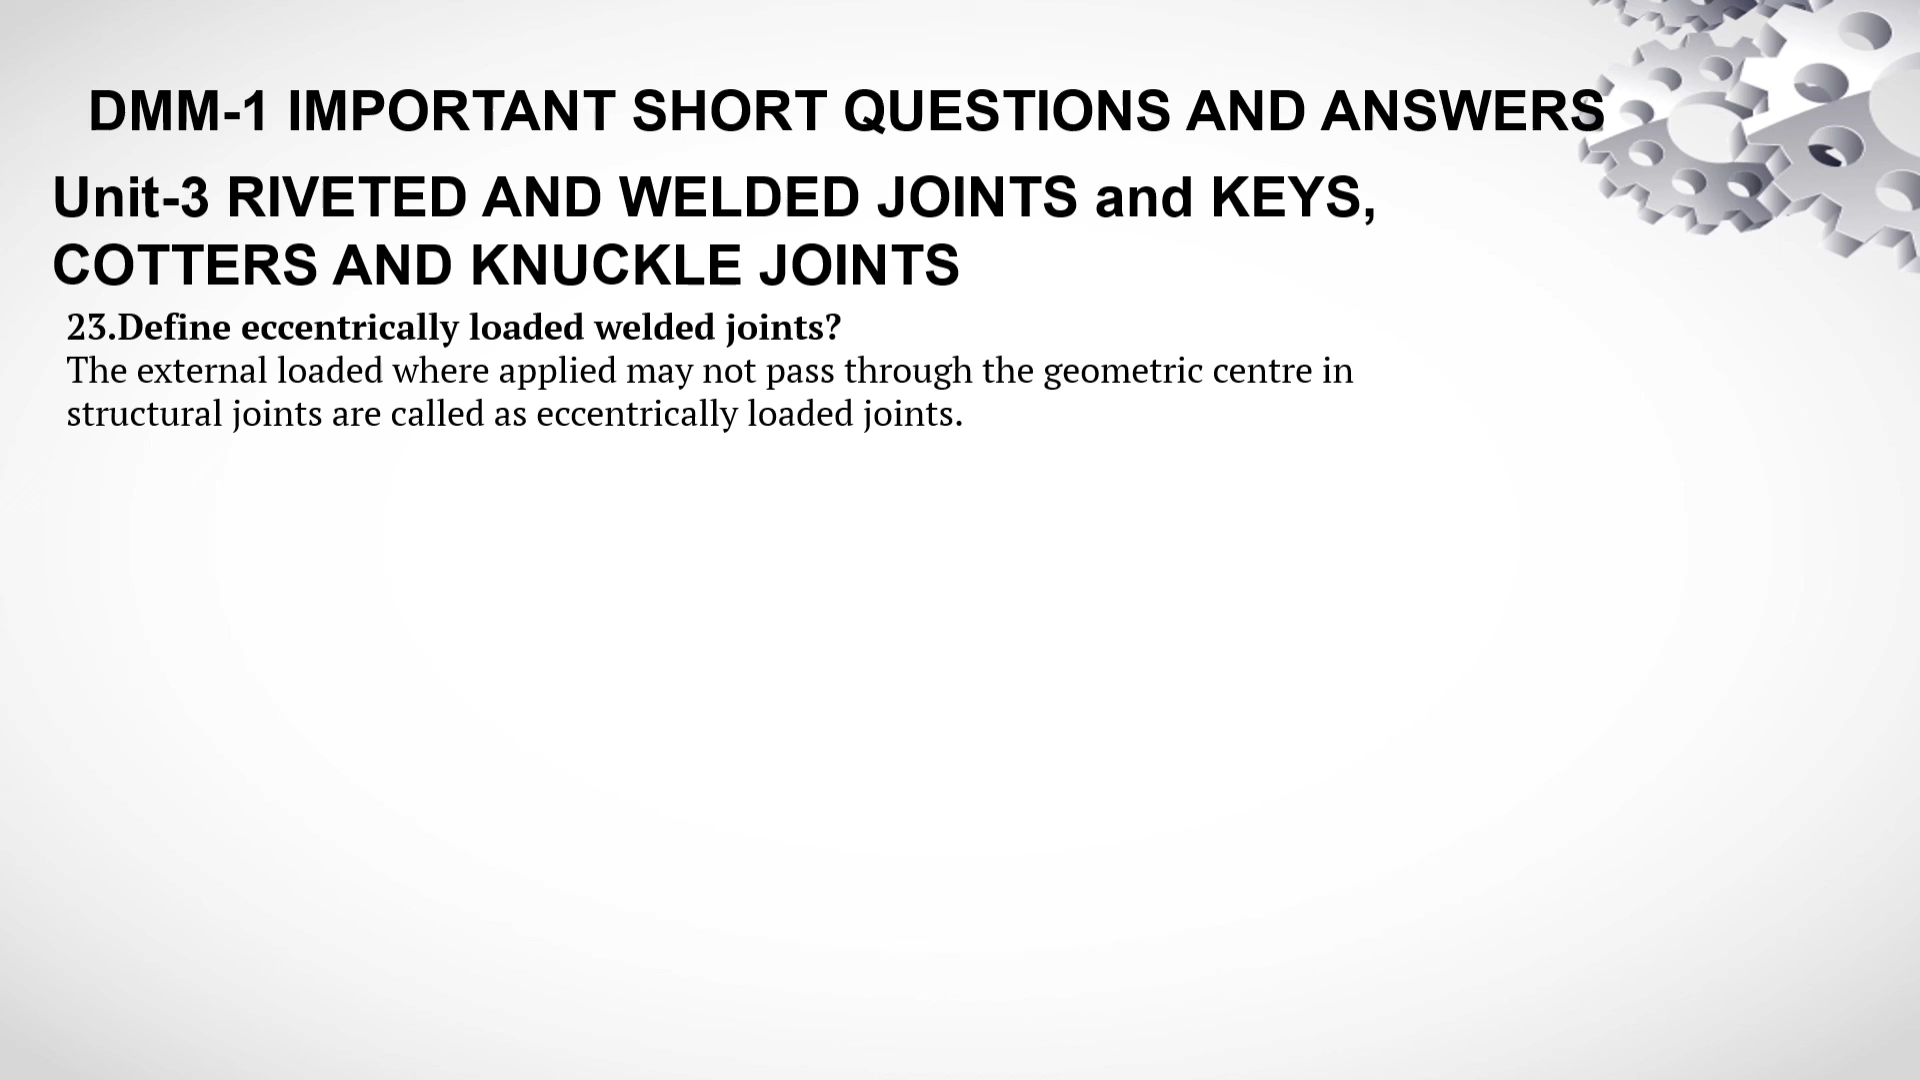 DMM-1 IMPORTANT SHORT QUESTIONS AND ANSWERS
Unit-3 RIVETED AND WELDED JOINTS and KEYS,
COTTERS AND KNUCKLE JOINTS
23.Define eccentrically loaded welded joints?
The external loaded where applied may not pass through the geometric centre in
structural joints are called as eccentrically loaded joints.